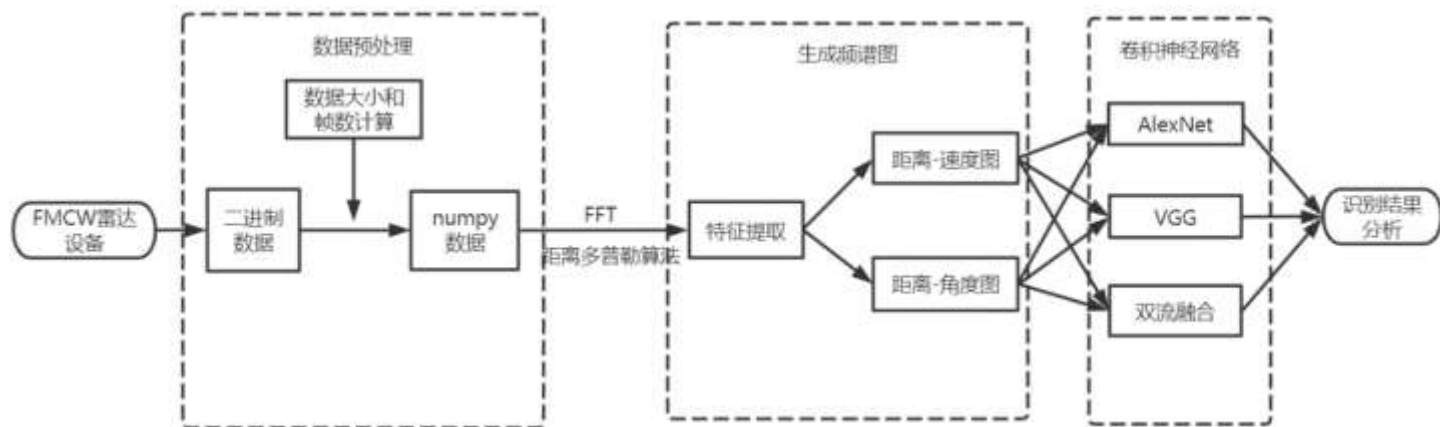 数据预处理
数据大小和
帧数计算
FMCW雷达
设备
二进制
数据
numpy
数据
FFT
距离多普勒算法
生成频谱图
特征提取
距离-速度图
距离-角度图
卷积神经网络
AlexNet
VGG
双流融合
识别结果
分析